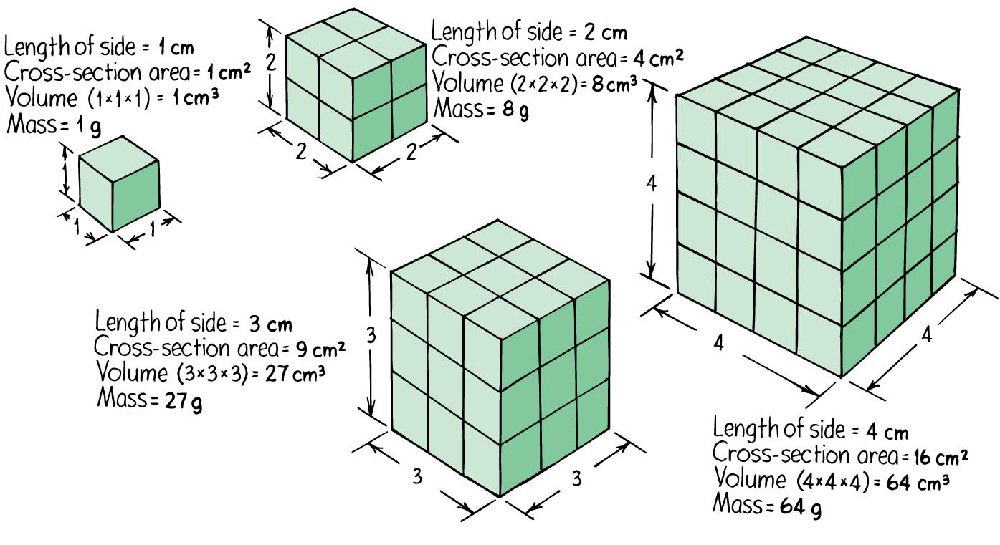 Length of side = 1 cm
Cross-section area = 1 cm²
Volume (1×1×1) = 1 cm³
Mass = 1 g
1
1
1
Length of side = 2 cm
Cross-section area = 4 cm²
Volume (2×2×2) = 8 cm³
Mass = 8 g
2
2
2
Length of side = 3 cm
Cross-section area = 9 cm²
Volume (3×3×3) = 27 cm³
Mass = 27 g
3
3
3
4
4
4
Length of side = 4 cm
Cross-section area = 16 cm²
Volume (4×4×4) = 64 cm³
Mass = 64 g